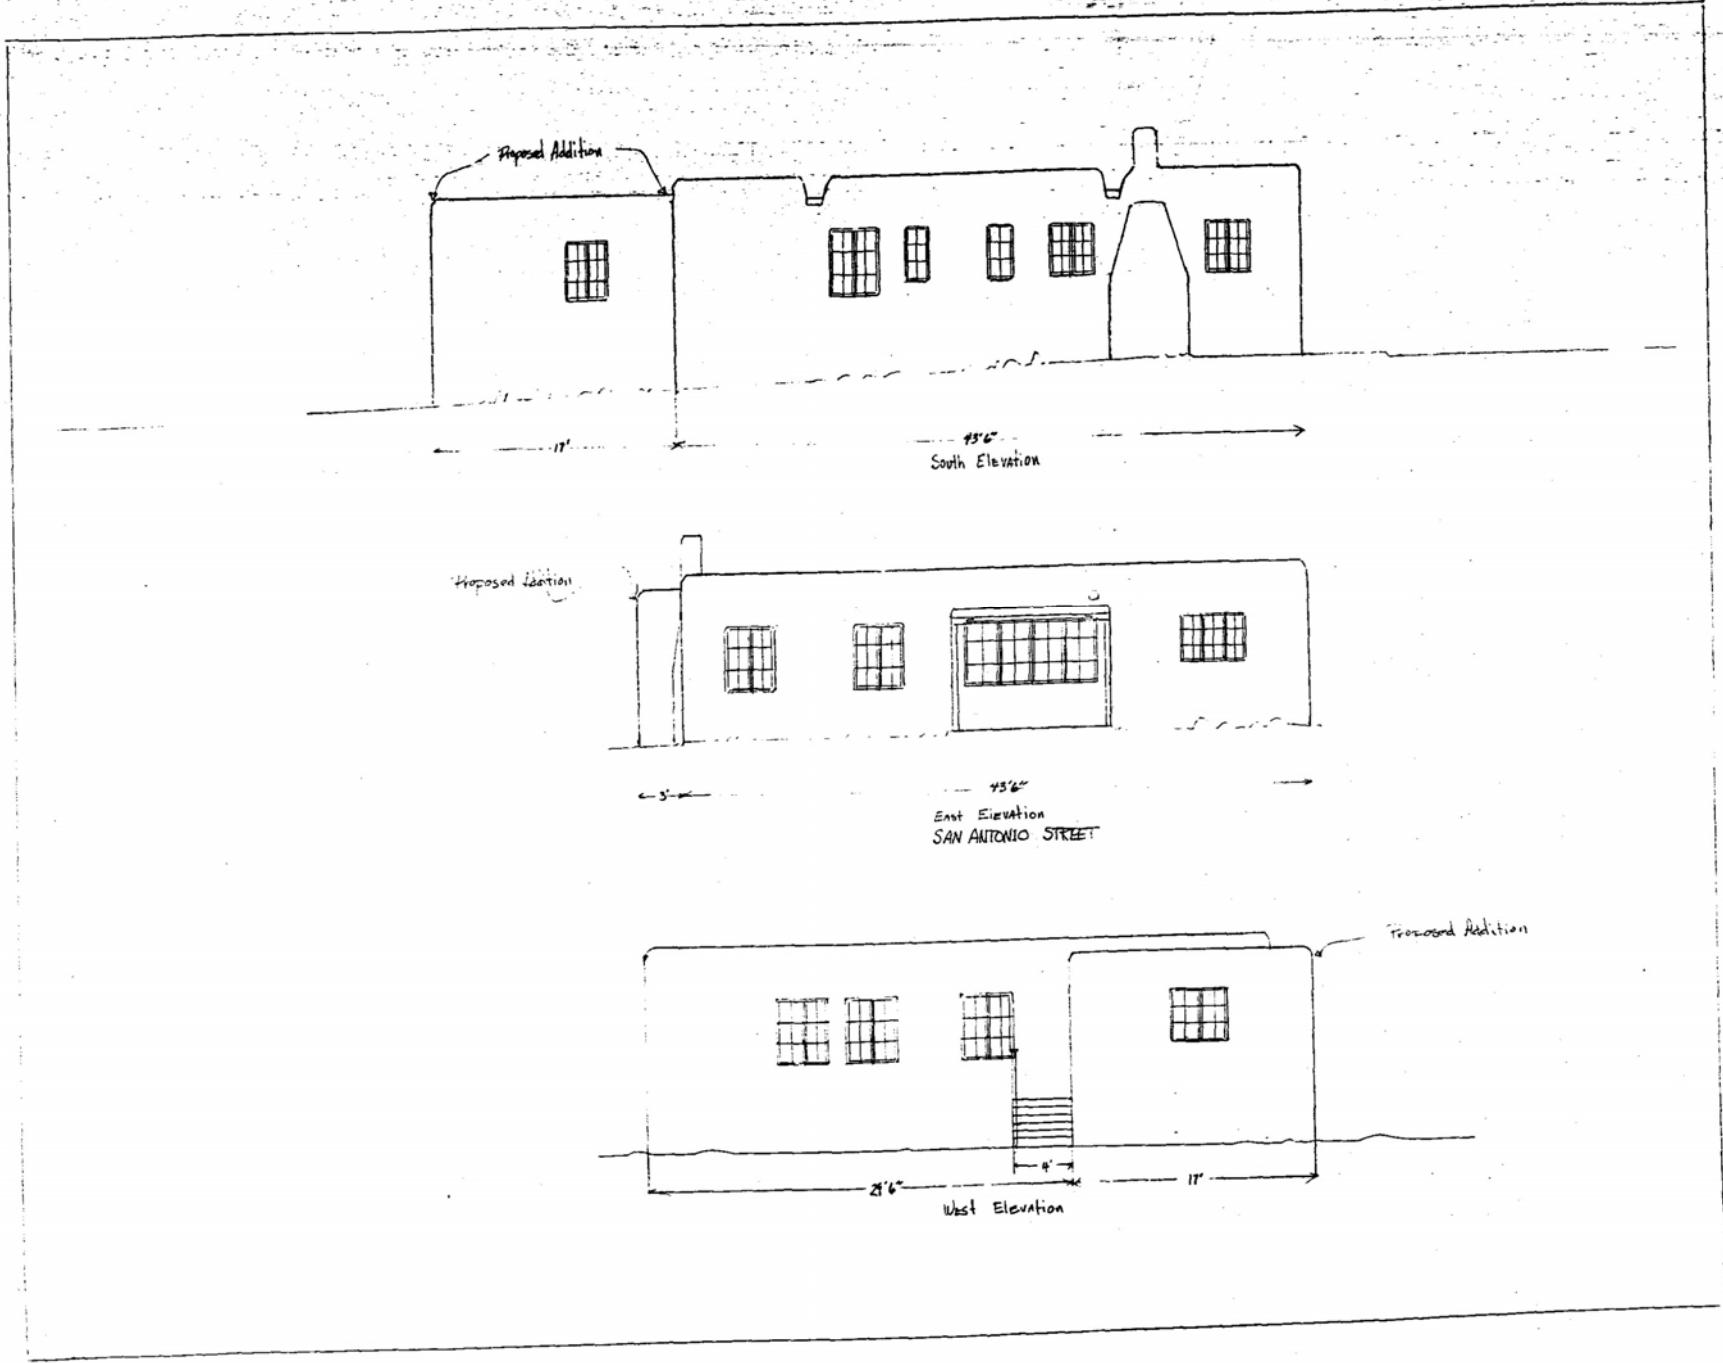 Proposed Addition
17'
43'6"
South Elevation
Proposed Addition
3'
43'6"
East Elevation
SAN ANTONIO STREET
Proposed Addition
4'
29'6"
17'
West Elevation